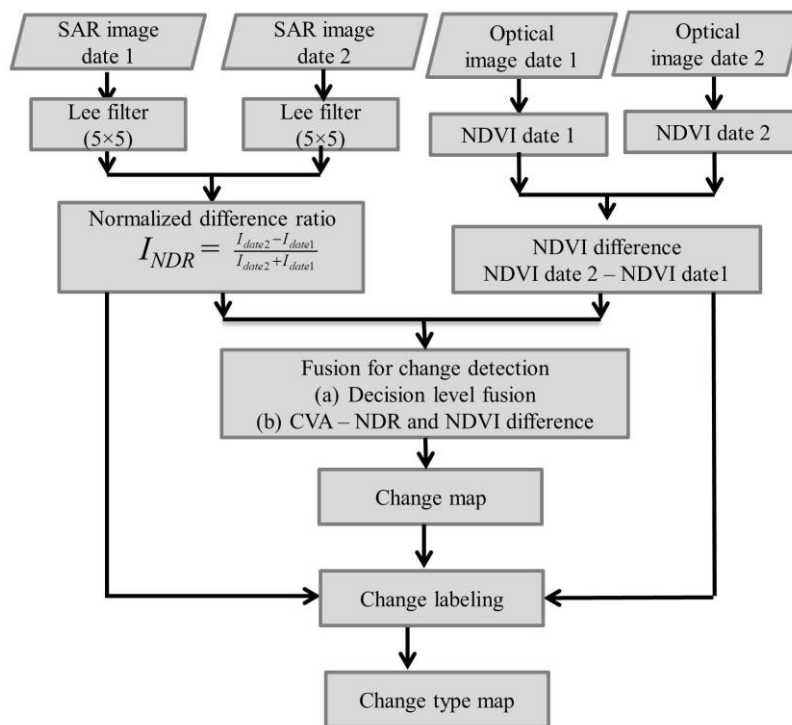 SAR image
date 1
SAR image
date 2
Optical
image date 1
Optical
image date 2
Lee filter
(5×5)
Lee filter
(5×5)
NDVI date 1
NDVI date 2
Normalized difference ratio
I_NDR = (I_date2 − I_date1) / (I_date2 + I_date1)
NDVI difference
NDVI date 2 – NDVI date1
Fusion for change detection
(a) Decision level fusion
(b) CVA – NDR and NDVI difference
Change map
Change labeling
Change type map